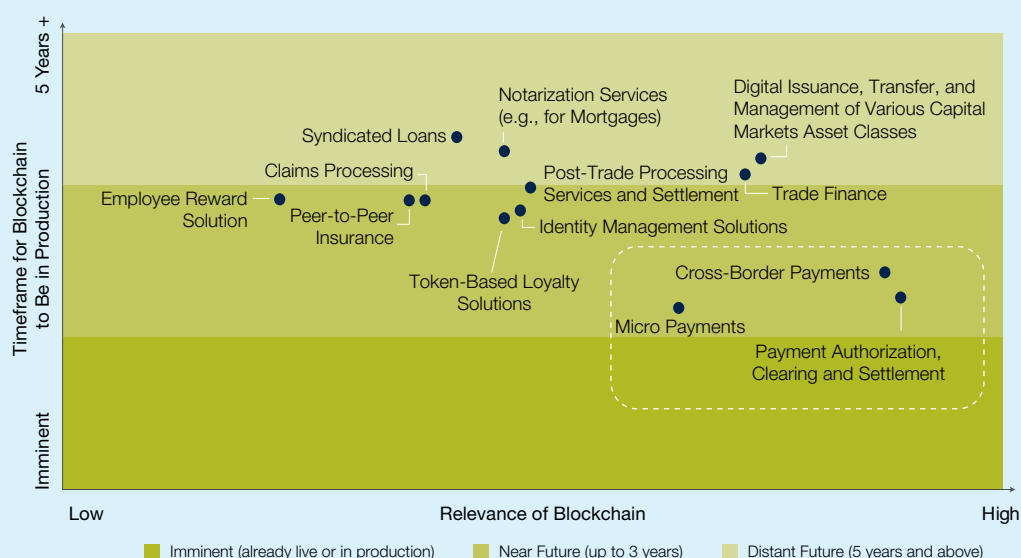 5 Years +
Timeframe for Blockchain
to Be in Production
Imminent
Notarization Services
(e.g., for Mortgages)
Digital Issuance, Transfer, and
Management of Various Capital
Markets Asset Classes
Syndicated Loans
Claims Processing
Post-Trade Processing
Services and Settlement
Trade Finance
Employee Reward
Solution
Peer-to-Peer
Insurance
Identity Management Solutions
Token-Based Loyalty
Solutions
Cross-Border Payments
Micro Payments
Payment Authorization,
Clearing and Settlement
Low
Relevance of Blockchain
High
Imminent (already live or in production)
Near Future (up to 3 years)
Distant Future (5 years and above)